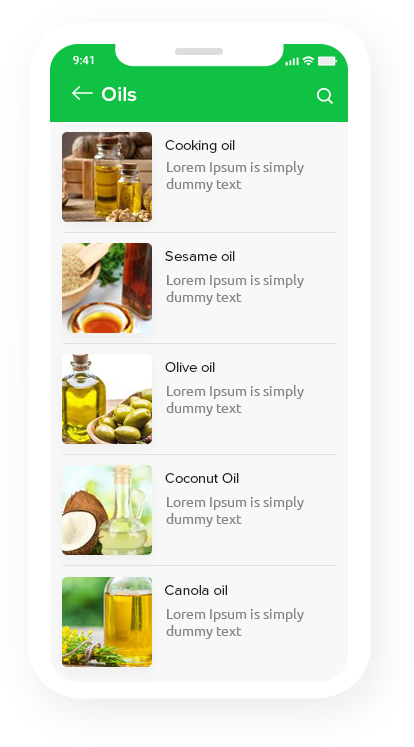 9:41
Oils
Cooking oil
Lorem Ipsum is simply
dummy text
Sesame oil
Lorem Ipsum is simply
dummy text
Olive oil
Lorem Ipsum is simply
dummy text
Coconut Oil
Lorem Ipsum is simply
dummy text
Canola oil
Lorem Ipsum is simply
dummy text